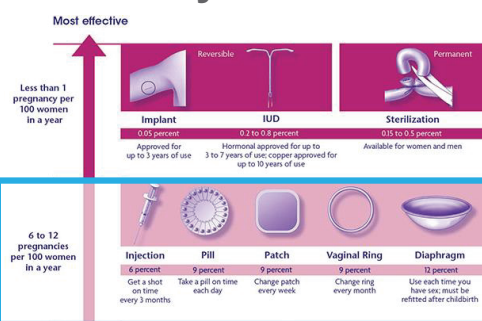 Most effective
Reversible
Permanent
Less than 1
pregnancy per
100 women
in a year
Implant
IUD
Sterilization
0.05 percent
0.2 to 0.8 percent
0.15 to 0.5 percent
Approved for
up to 3 years of use
Hormonal approved for up to
3 to 7 years of use; copper approved for
up to 10 years of use
Available for women and men
6 to 12
pregnancies
per 100 women
in a year
Injection
Pill
Patch
Vaginal Ring
Diaphragm
6 percent
9 percent
9 percent
9 percent
12 percent
Get a shot
on time
every 3 months
Take a pill on time
each day
Change patch
every week
Change ring
every month
Use each time you
have sex; must be
refitted after childbirth